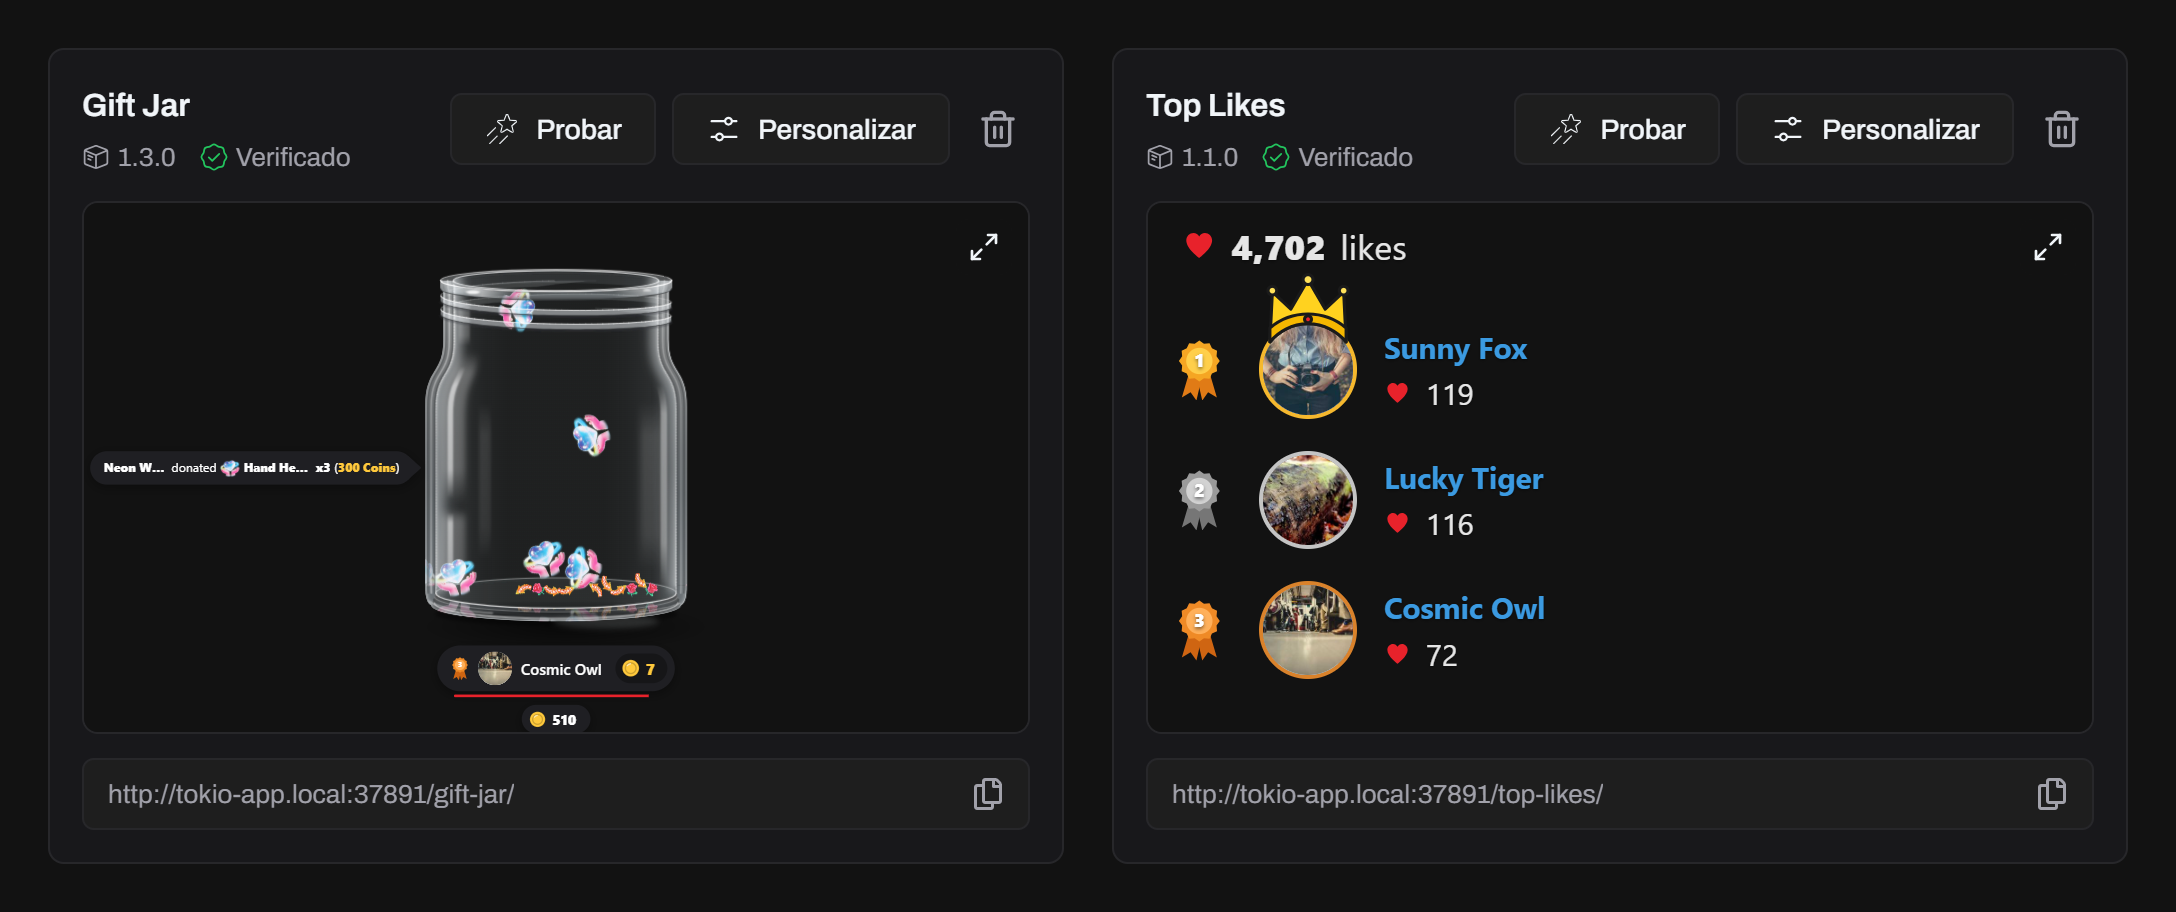 Gift Jar
1.3.0 Verificado
Probar
Personalizar
Neon W... donated Hand He... x3 (300 Coins)
3 Cosmic Owl 7
510
http://tokio-app.local:37891/gift-jar/
Top Likes
1.1.0 Verificado
Probar
Personalizar
4,702 likes
1
Sunny Fox
119
2
Lucky Tiger
116
3
Cosmic Owl
72
http://tokio-app.local:37891/top-likes/